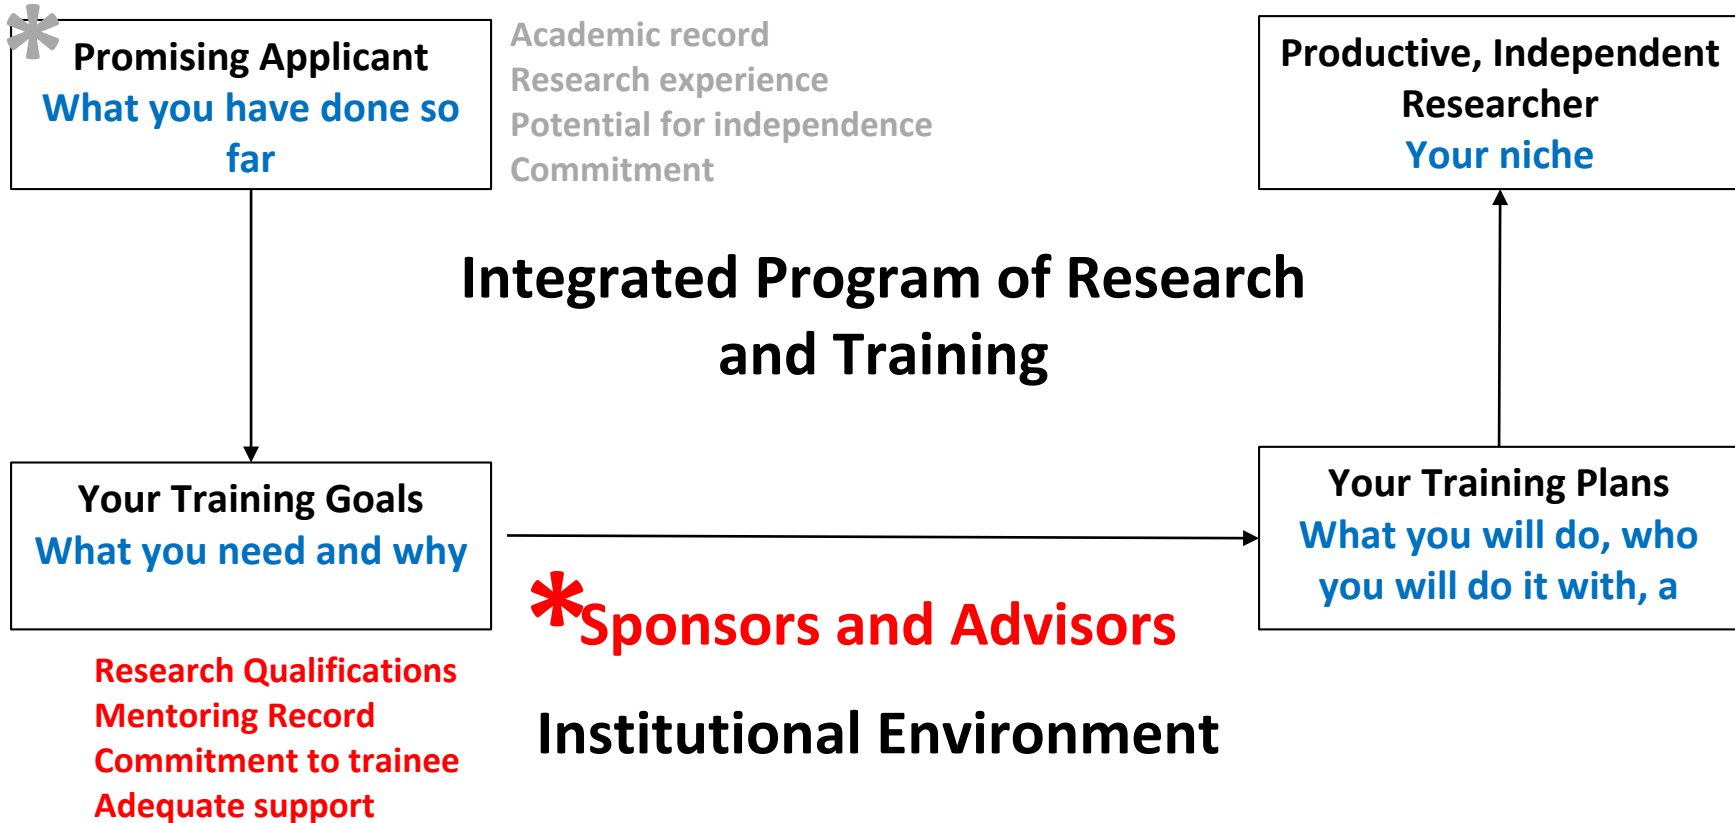 *
Promising Applicant
What you have done so
far
Academic record
Research experience
Potential for independence
Commitment
Productive, Independent
Researcher
Your niche
Integrated Program of Research
and Training
Your Training Goals
What you need and why
Your Training Plans
What you will do, who
you will do it with, a
*Sponsors and Advisors
Research Qualifications
Mentoring Record
Commitment to trainee
Adequate support
Institutional Environment